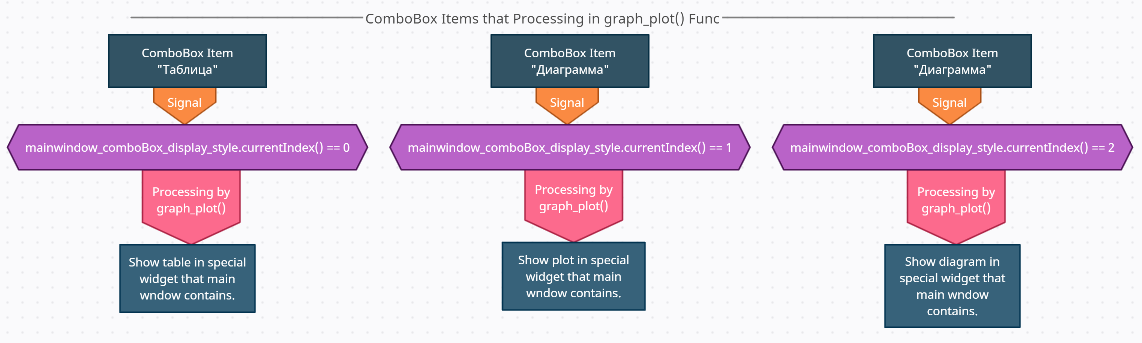 ComboBox Items that Processing in graph_plot() Func
ComboBox Item
"Таблица"
Signal
mainwindow_comboBox_display_style.currentIndex() == 0
Processing by
graph_plot()
Show table in special
widget that main
wndow contains.
ComboBox Item
"Диаграмма"
Signal
mainwindow_comboBox_display_style.currentIndex() == 1
Processing by
graph_plot()
Show plot in special
widget that main
wndow contains.
ComboBox Item
"Диаграмма"
Signal
mainwindow_comboBox_display_style.currentIndex() == 2
Processing by
graph_plot()
Show diagram in
special widget that
main wndow
contains.